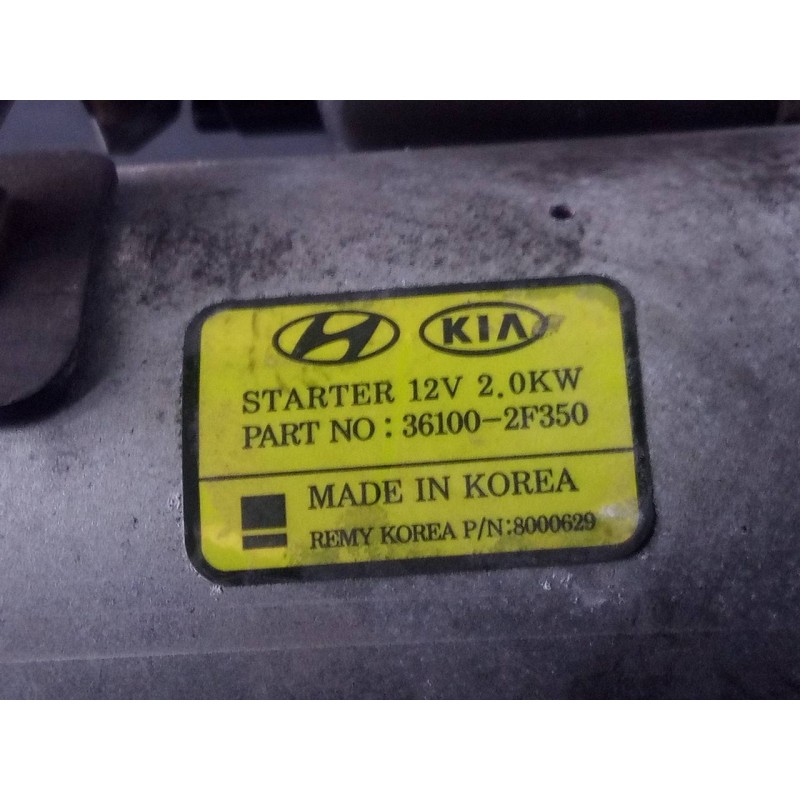 KIA
STARTER 12V 2.0KW
PART NO : 36100-2F350
MADE IN KOREA
REMY KOREA P/N:8000629